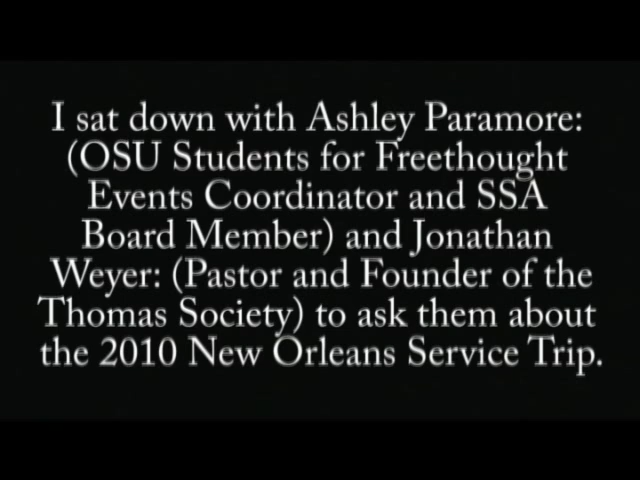 I sat down with Ashley Paramore:
(OSU Students for Freethought
Events Coordinator and SSA
Board Member) and Jonathan
Weyer: (Pastor and Founder of the
Thomas Society) to ask them about
the 2010 New Orleans Service Trip.